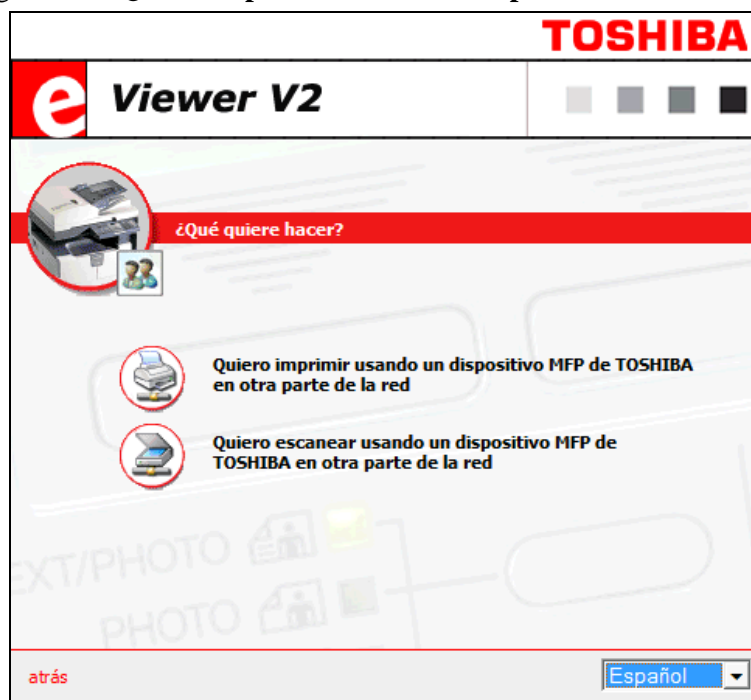 TOSHIBA
e Viewer V2
¿Qué quiere hacer?
Quiero imprimir usando un dispositivo MFP de TOSHIBA
en otra parte de la red
Quiero escanear usando un dispositivo MFP de
TOSHIBA en otra parte de la red
EXT/PHOTO
PHOTO
atrás
Español